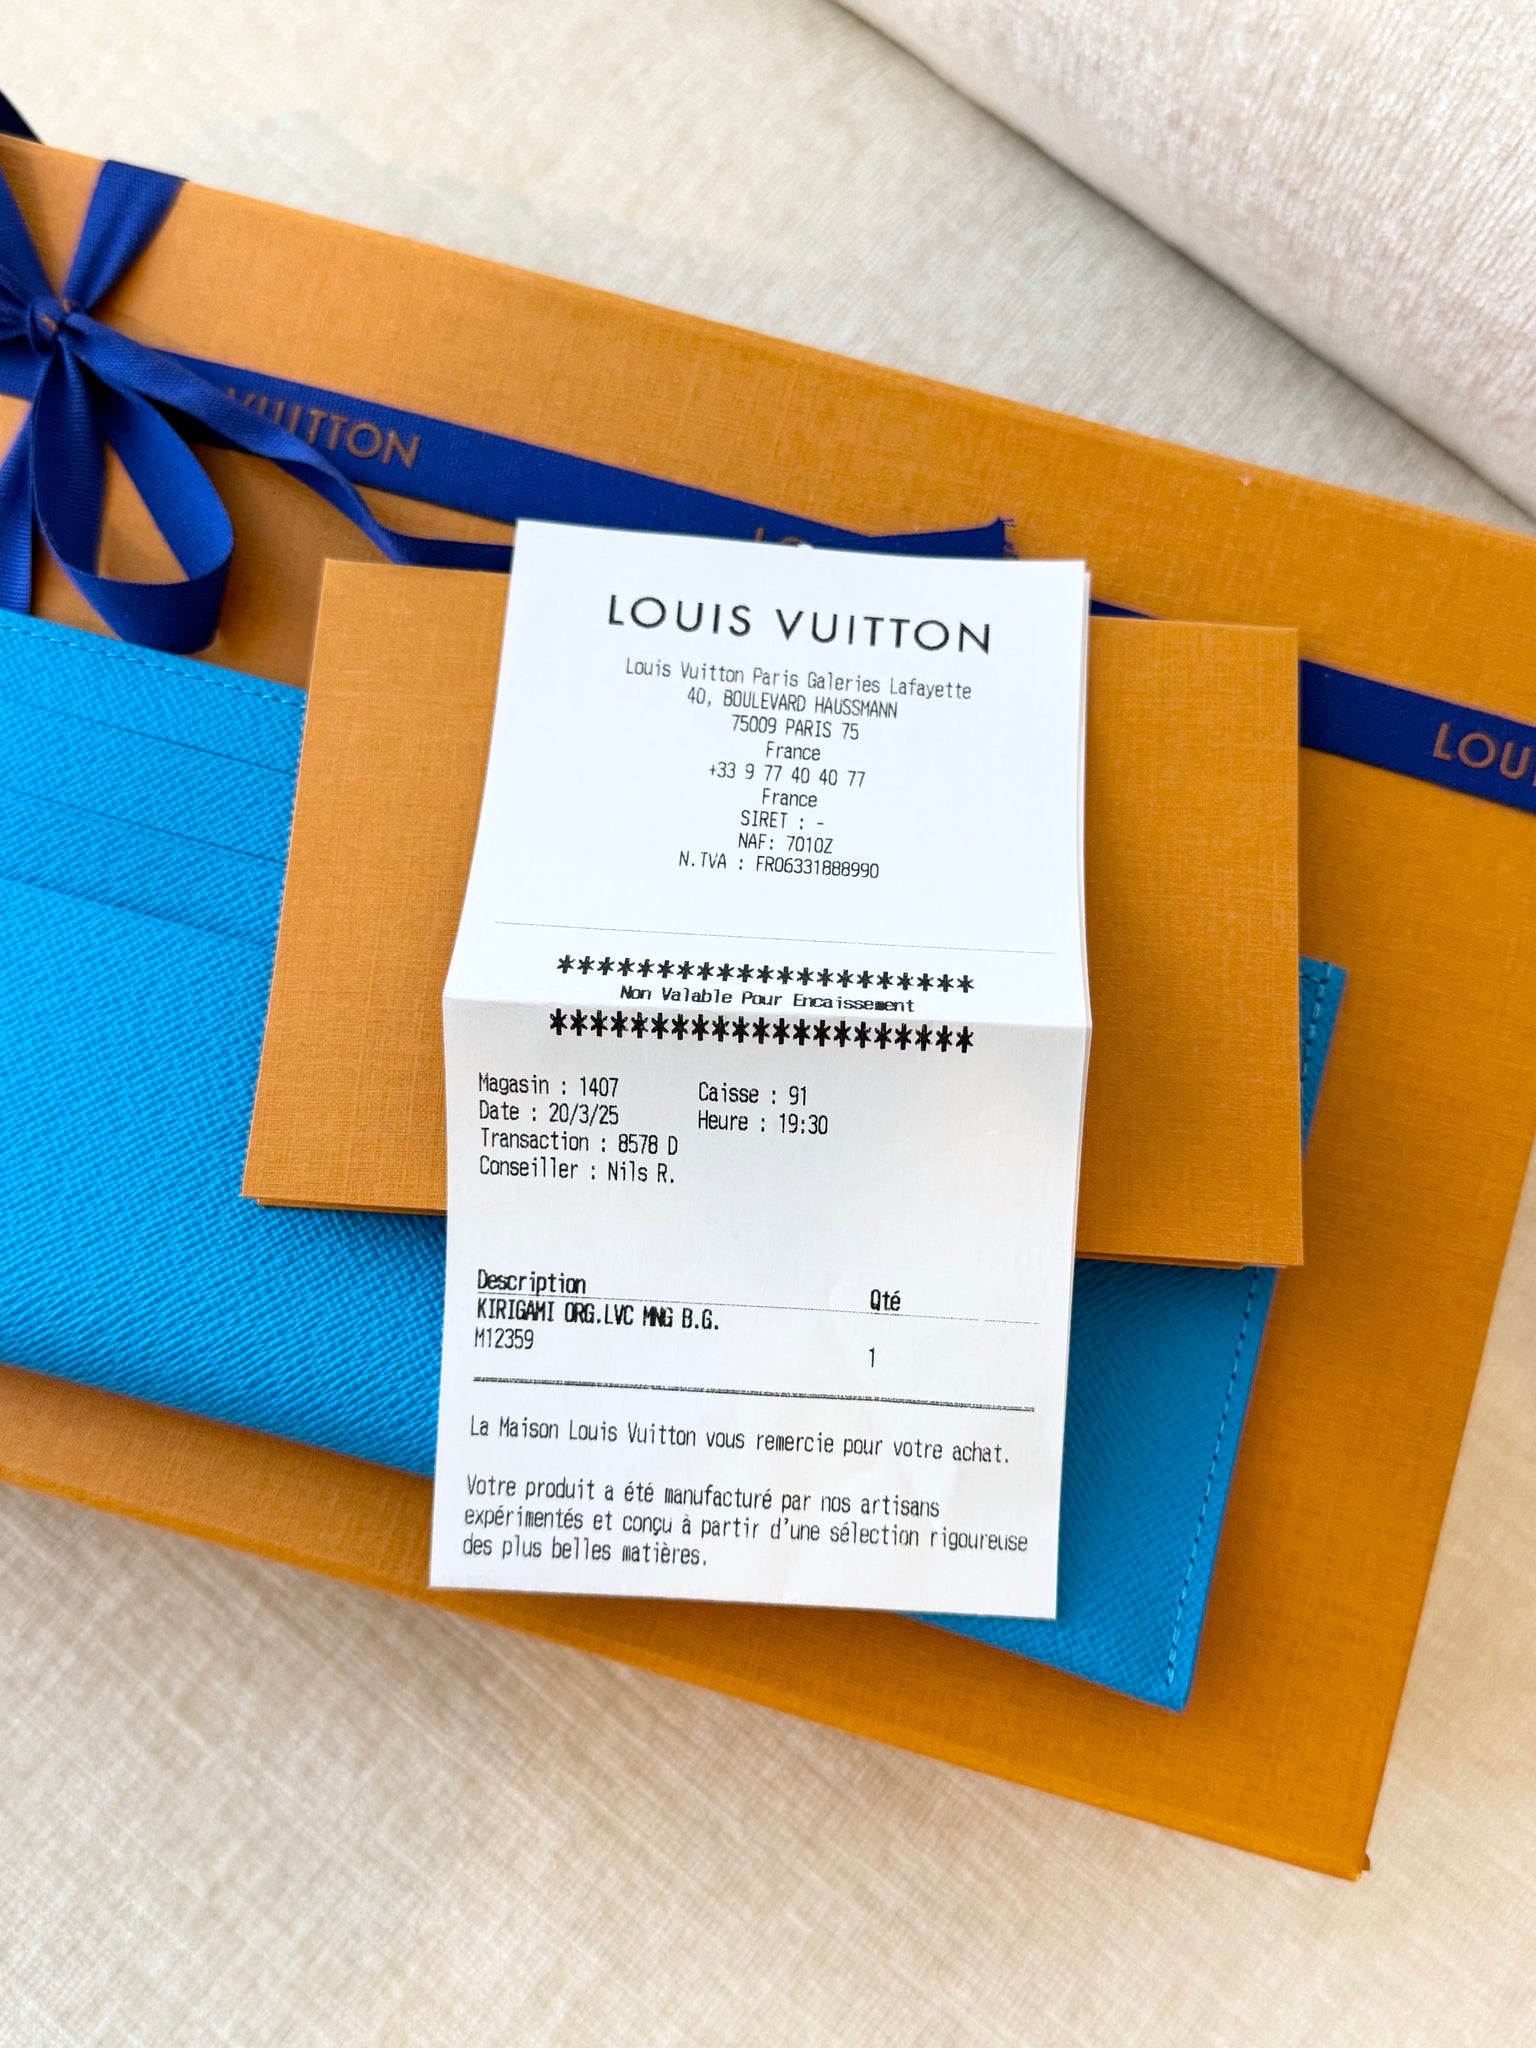 VUITTON
LOUIS VUITTON
Louis Vuitton Paris Galeries Lafayette
40, BOULEVARD HAUSSMANN
75009 PARIS 75
France
+33 9 77 40 40 77
France
SIRET : -
NAF: 7010Z
N.TVA : FR06331888990
LOU
*********************
Non Valable Pour Encaissement
*********************
Magasin : 1407 Caisse : 91
Date : 20/3/25 Heure : 19:30
Transaction : 8578 D
Conseiller : Nils R.
Description Qté
KIRIGAMI ORG.LVC MNG B.G.
M12359 1
La Maison Louis Vuitton vous remercie pour votre achat.
Votre produit a été manufacturé par nos artisans
expérimentés et conçu à partir d'une sélection rigoureuse
des plus belles matières.